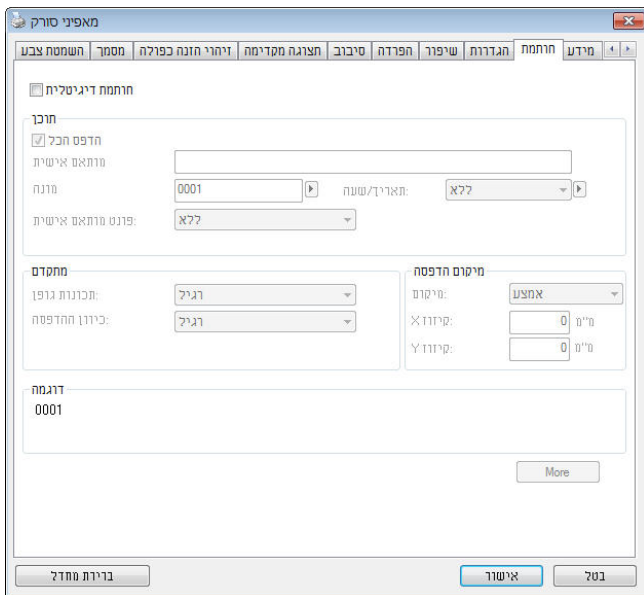 מאפיני סורק
השמטת צבע מסמך זיהוי הזנה כפולה תצוגה מקדימה סיבוב הפרדה שיפור הגדרות חותמת מידע
חותמת דיגיטלית
תוכן
הדפס הכל
מותאם אישית
מונה 0001 תאריך/שעה: ללא
פונט מותאם אישית: ללא
מתקדם
תכונות גופן: רגיל
כיוון ההדפסה: רגיל
מיקום הדפסה
מיקום: אמצע
קיזוז X: 0 מ"מ
קיזוז Y: 0 מ"מ
דוגמה
0001
More
ברירת מחדל אישור בטל